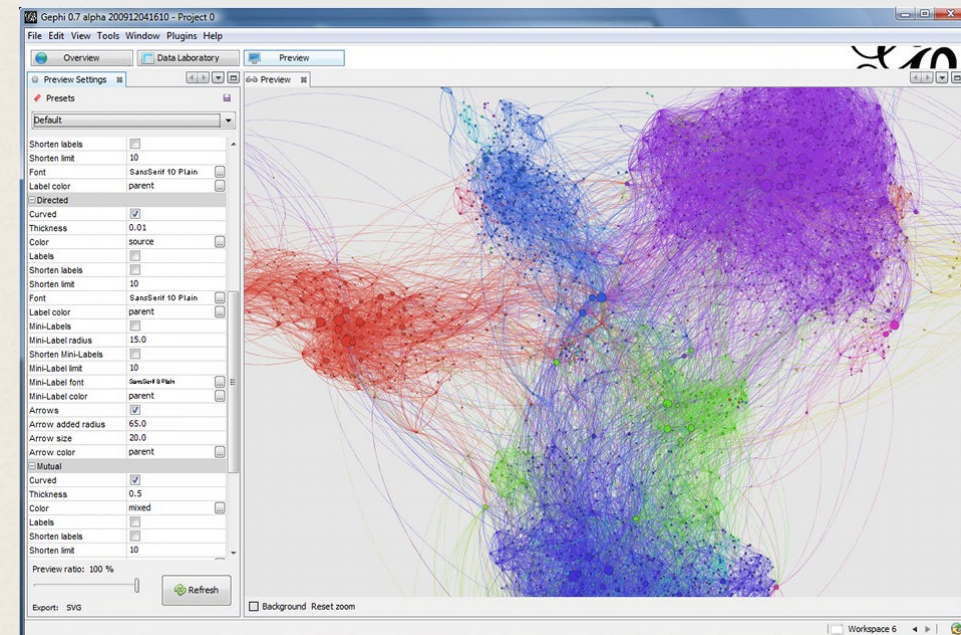 Gephi 0.7 alpha 200912041610 - Project 0
File Edit View Tools Window Plugins Help
Overview Data Laboratory Preview
Preview Settings
Presets
Default
Shorten labels
Shorten limit 10
Font SansSerif 10 Plain
Label color parent
Directed
Curved
Thickness 0.01
Color source
Labels
Shorten labels
Shorten limit 10
Font SansSerif 10 Plain
Label color parent
Mini-Labels
Mini-Label radius 15.0
Shorten Mini-Labels
Mini-Label limit 10
Mini-Label font SansSerif 8 Plain
Mini-Label color parent
Arrows
Arrow added radius 65.0
Arrow size 20.0
Arrow color parent
Mutual
Curved
Thickness 0.5
Color mixed
Labels
Shorten labels
Shorten limit 10
Preview ratio: 100 %
Refresh
Export: SVG
Preview
Background Reset zoom
Workspace 6